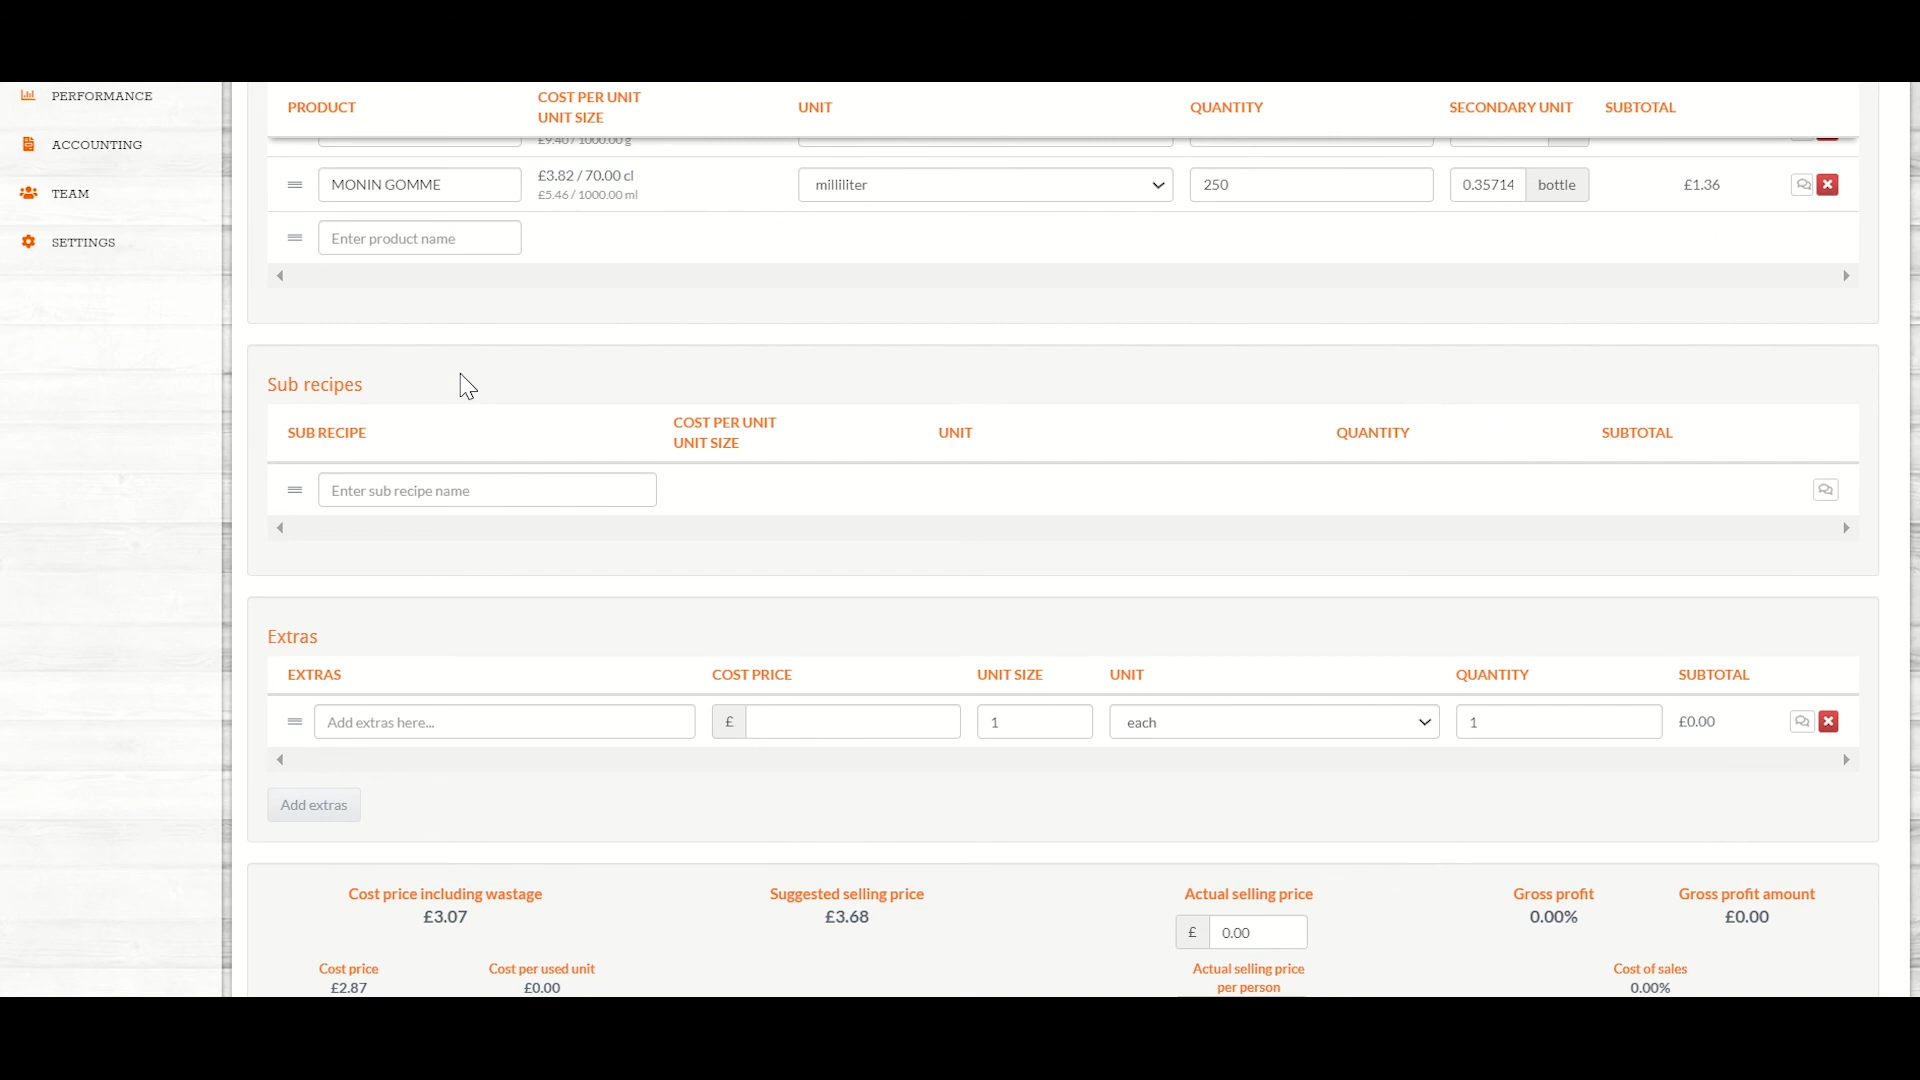 PERFORMANCE
ACCOUNTING
TEAM
SETTINGS
PRODUCT COST PER UNIT UNIT SIZE UNIT QUANTITY SECONDARY UNIT SUBTOTAL
£9.40 / 1000.00 g
MONIN GOMME £3.82 / 70.00 cl milliliter 250 0.35714 bottle £1.36
£5.46 / 1000.00 ml
Enter product name
Sub recipes
SUB RECIPE COST PER UNIT UNIT SIZE UNIT QUANTITY SUBTOTAL
Enter sub recipe name
Extras
EXTRAS COST PRICE UNIT SIZE UNIT QUANTITY SUBTOTAL
Add extras here... £ 1 each 1 £0.00
Add extras
Cost price including wastage Suggested selling price Actual selling price Gross profit Gross profit amount
£3.07 £3.68 £ 0.00 0.00% £0.00
Cost price Cost per used unit Actual selling price per person Cost of sales
£2.87 £0.00 0.00%